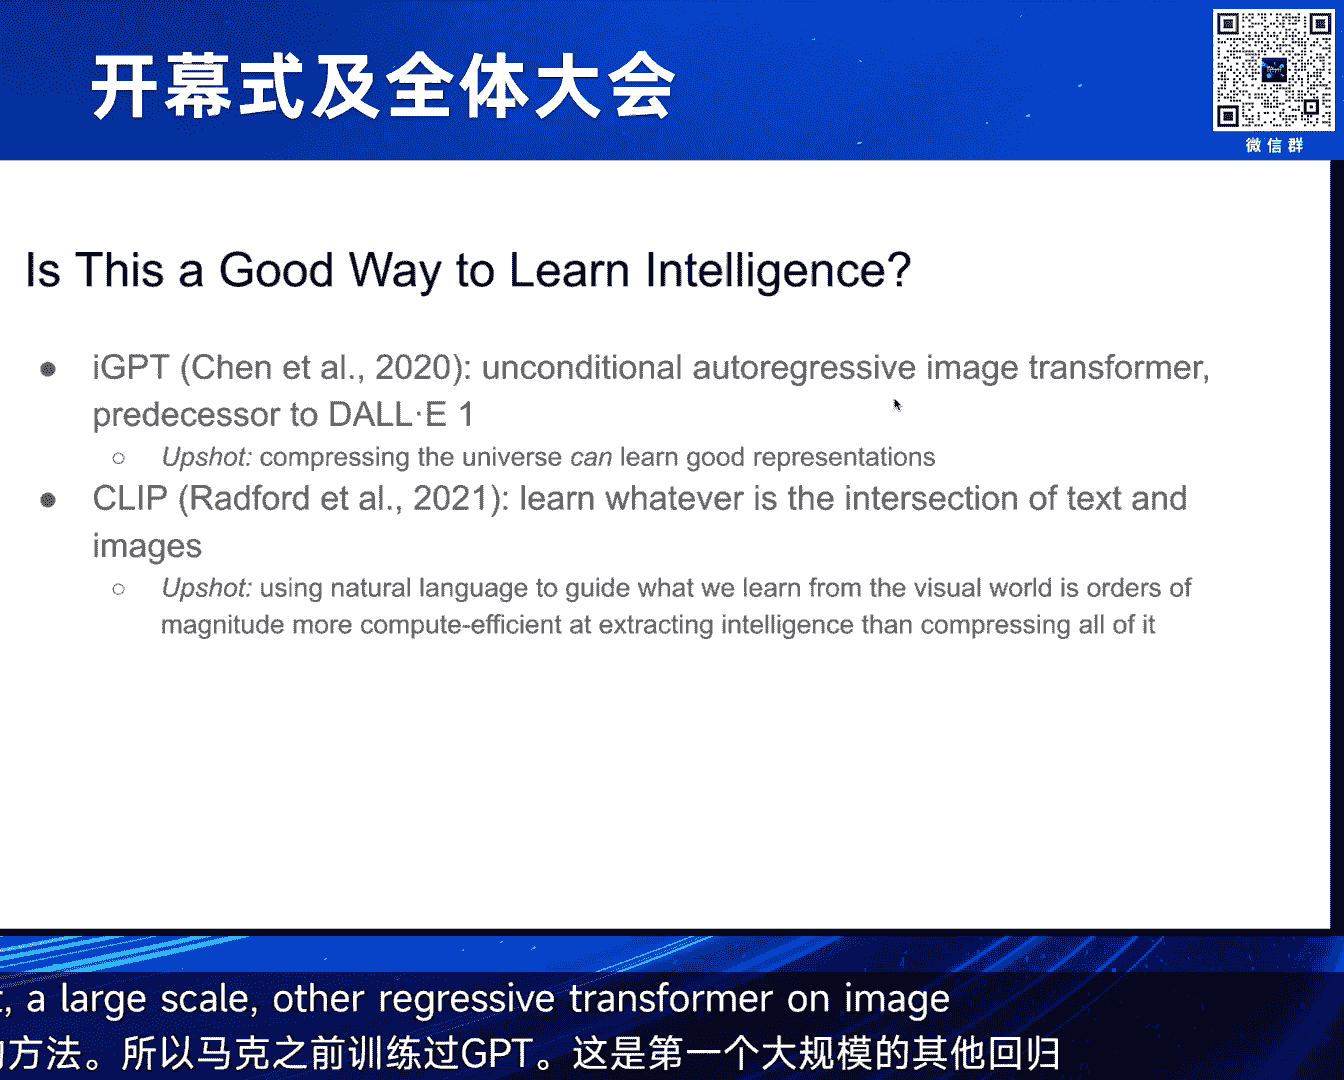 开幕式及全体大会
微信群
Is This a Good Way to Learn Intelligence?
● iGPT (Chen et al., 2020): unconditional autoregressive image transformer,
predecessor to DALL·E 1
○ Upshot: compressing the universe can learn good representations
● CLIP (Radford et al., 2021): learn whatever is the intersection of text and
images
○ Upshot: using natural language to guide what we learn from the visual world is orders of
magnitude more compute-efficient at extracting intelligence than compressing all of it
, a large scale, other regressive transformer on image
方法。所以马克之前训练过GPT。这是第一个大规模的其他回归